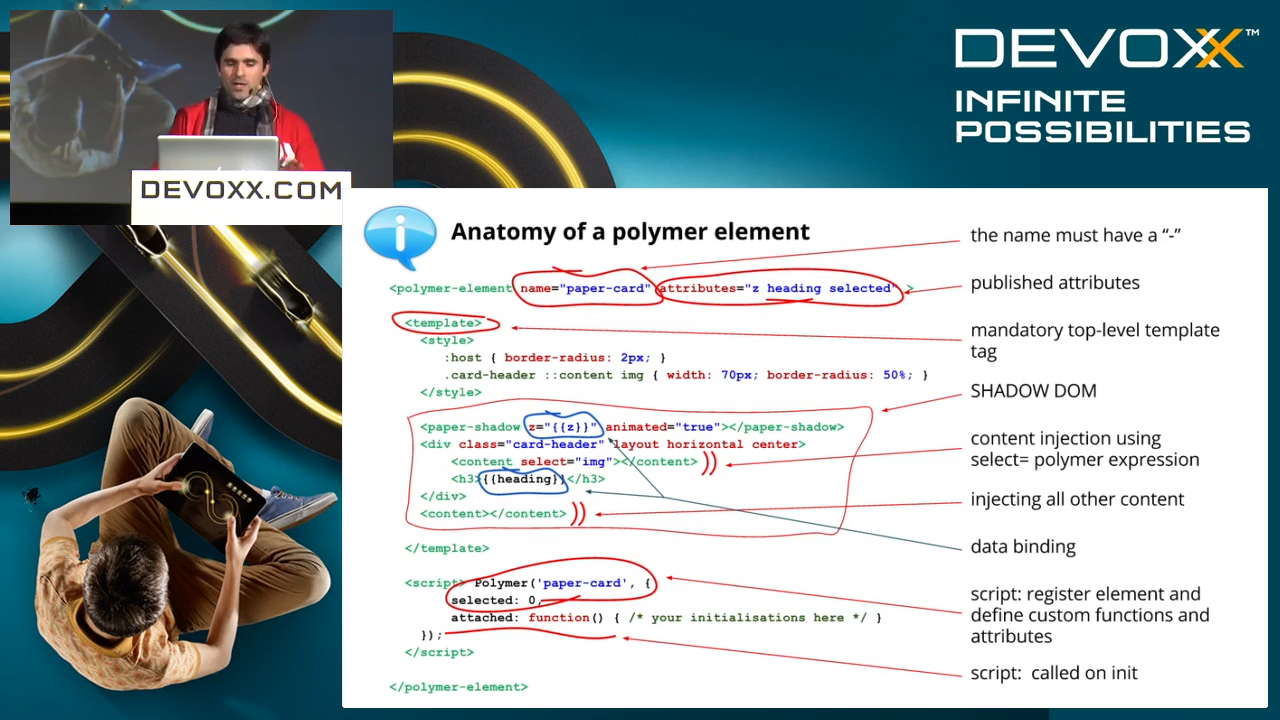 DEVOXX™
INFINITE
POSSIBILITIES
DEVOXX.COM
Anatomy of a polymer element
<polymer-element name="paper-card" attributes="z heading selected" >
<template>
<style>
:host { border-radius: 2px; }
.card-header ::content img { width: 70px; border-radius: 50%; }
</style>
<paper-shadow z="{{z}}" animated="true"></paper-shadow>
<div class="card-header" layout horizontal center>
<content select="img"></content>
<h3>{{heading}}</h3>
</div>
<content></content>
</template>
<script> Polymer('paper-card', {
selected: 0,
attached: function() { /* your initialisations here */ }
});
</script>
</polymer-element>
the name must have a “-”
published attributes
mandatory top-level template
tag
SHADOW DOM
content injection using
select= polymer expression
injecting all other content
data binding
script: register element and
define custom functions and
attributes
script: called on init